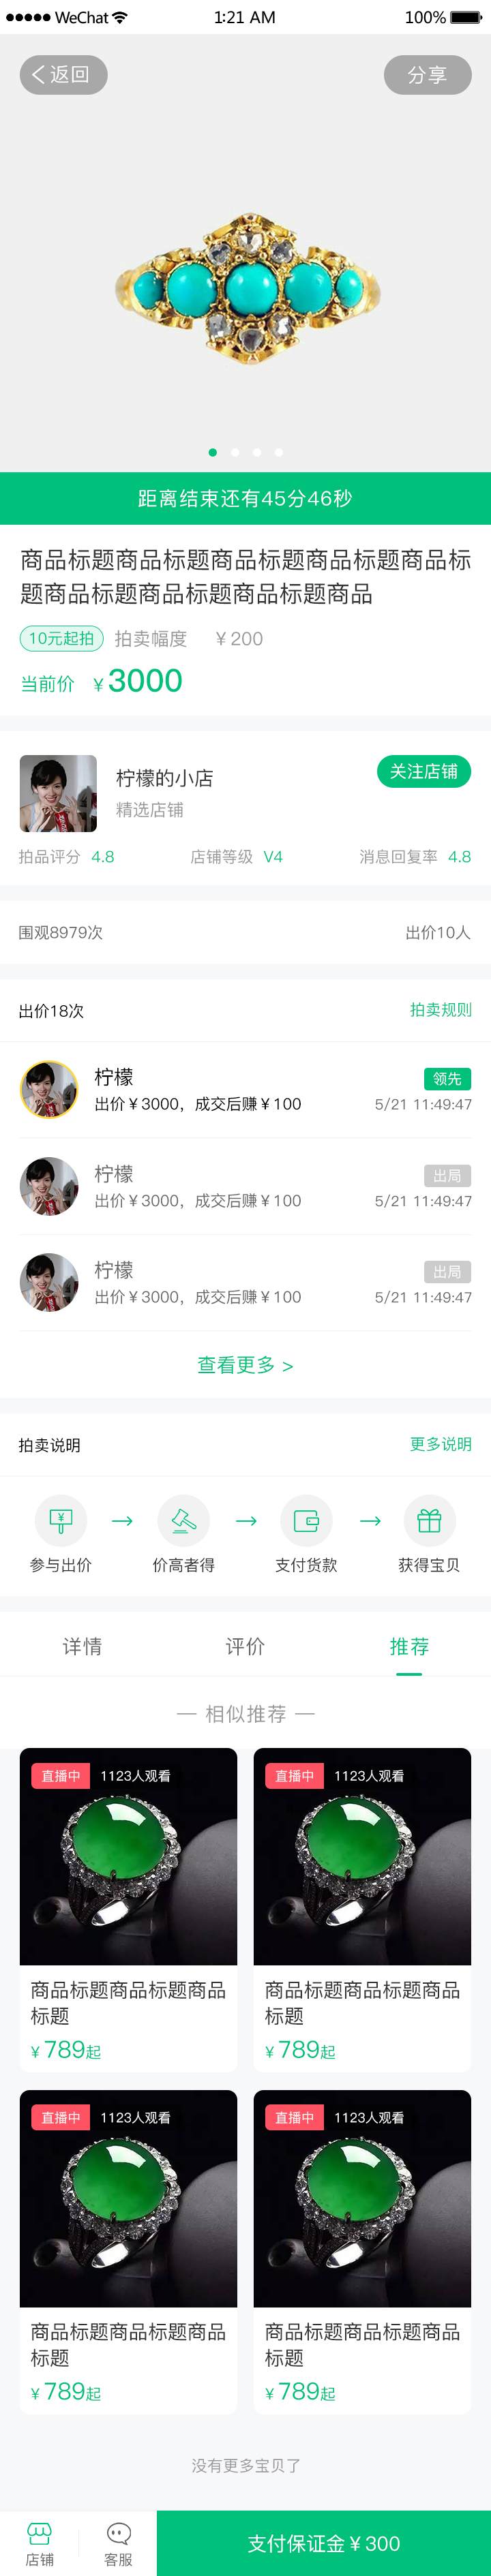 WeChat 1:21 AM 100%
返回 分享
距离结束还有45分46秒
商品标题商品标题商品标题商品标题商品标
题商品标题商品标题商品标题商品
10元起拍 拍卖幅度 ￥200
当前价 ￥3000
柠檬的小店 关注店铺
精选店铺
拍品评分 4.8 店铺等级 V4 消息回复率 4.8
围观8979次 出价10人
出价18次 拍卖规则
柠檬 领先
出价￥3000，成交后赚￥100 5/21 11:49:47
柠檬 出局
出价￥3000，成交后赚￥100 5/21 11:49:47
柠檬 出局
出价￥3000，成交后赚￥100 5/21 11:49:47
查看更多 >
拍卖说明 更多说明
参与出价 价高者得 支付货款 获得宝贝
详情 评价 推荐
— 相似推荐 —
直播中 1123人观看 直播中 1123人观看
商品标题商品标题商品 商品标题商品标题商品
标题 标题
￥789起 ￥789起
直播中 1123人观看 直播中 1123人观看
商品标题商品标题商品 商品标题商品标题商品
标题 标题
￥789起 ￥789起
没有更多宝贝了
店铺 客服 支付保证金￥300